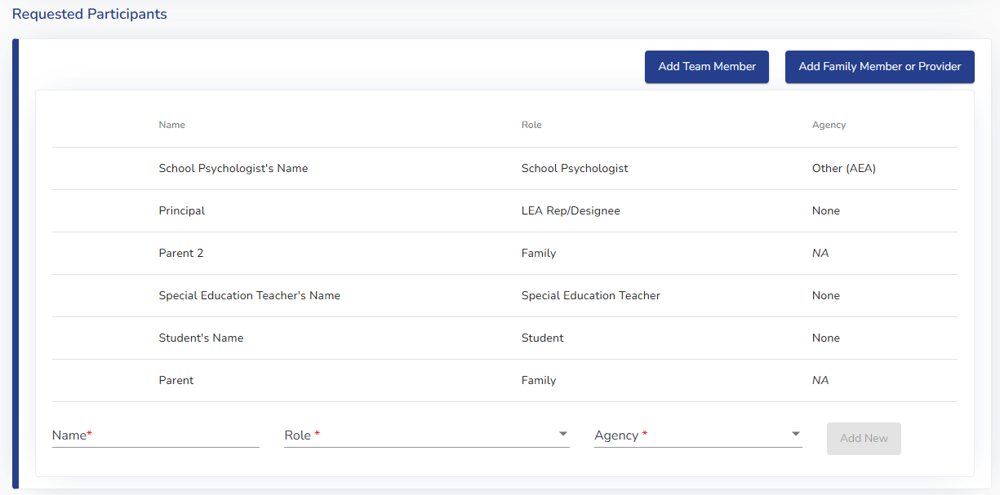 Requested Participants
Add Team Member Add Family Member or Provider
Name Role Agency
School Psychologist's Name School Psychologist Other (AEA)
Principal LEA Rep/Designee None
Parent 2 Family NA
Special Education Teacher's Name Special Education Teacher None
Student's Name Student None
Parent Family NA
Name* Role * Agency * Add New